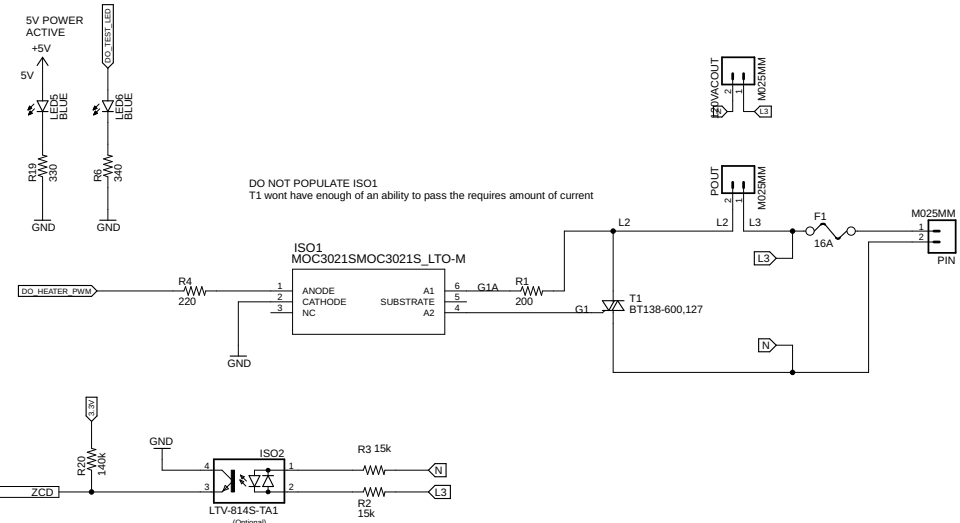 5V POWER
ACTIVE
+5V
5V
LED5
BLUE
R19
330
GND
DO_TEST_LED
LED6
BLUE
R6
340
GND
120VACOUT
M025MM
2
1
N
L3
DO NOT POPULATE ISO1
T1 wont have enough of an ability to pass the requires amount of current
POUT
M025MM
2
1
L2
L2
L3
F1
16A
L3
M025MM
1
2
PIN
ISO1
MOC3021SMOC3021S_LTO-M
DO_HEATER_PWM
R4
220
1
ANODE
2
CATHODE
3
NC
A1
6
SUBSTRATE
5
A2
4
G1A
R1
200
G1
T1
BT138-600,127
GND
N
3.3V
R20
140k
ZCD
GND
ISO2
4
3
1
2
LTV-814S-TA1
(Optional)
R3 15k
N
L3
R2
15k